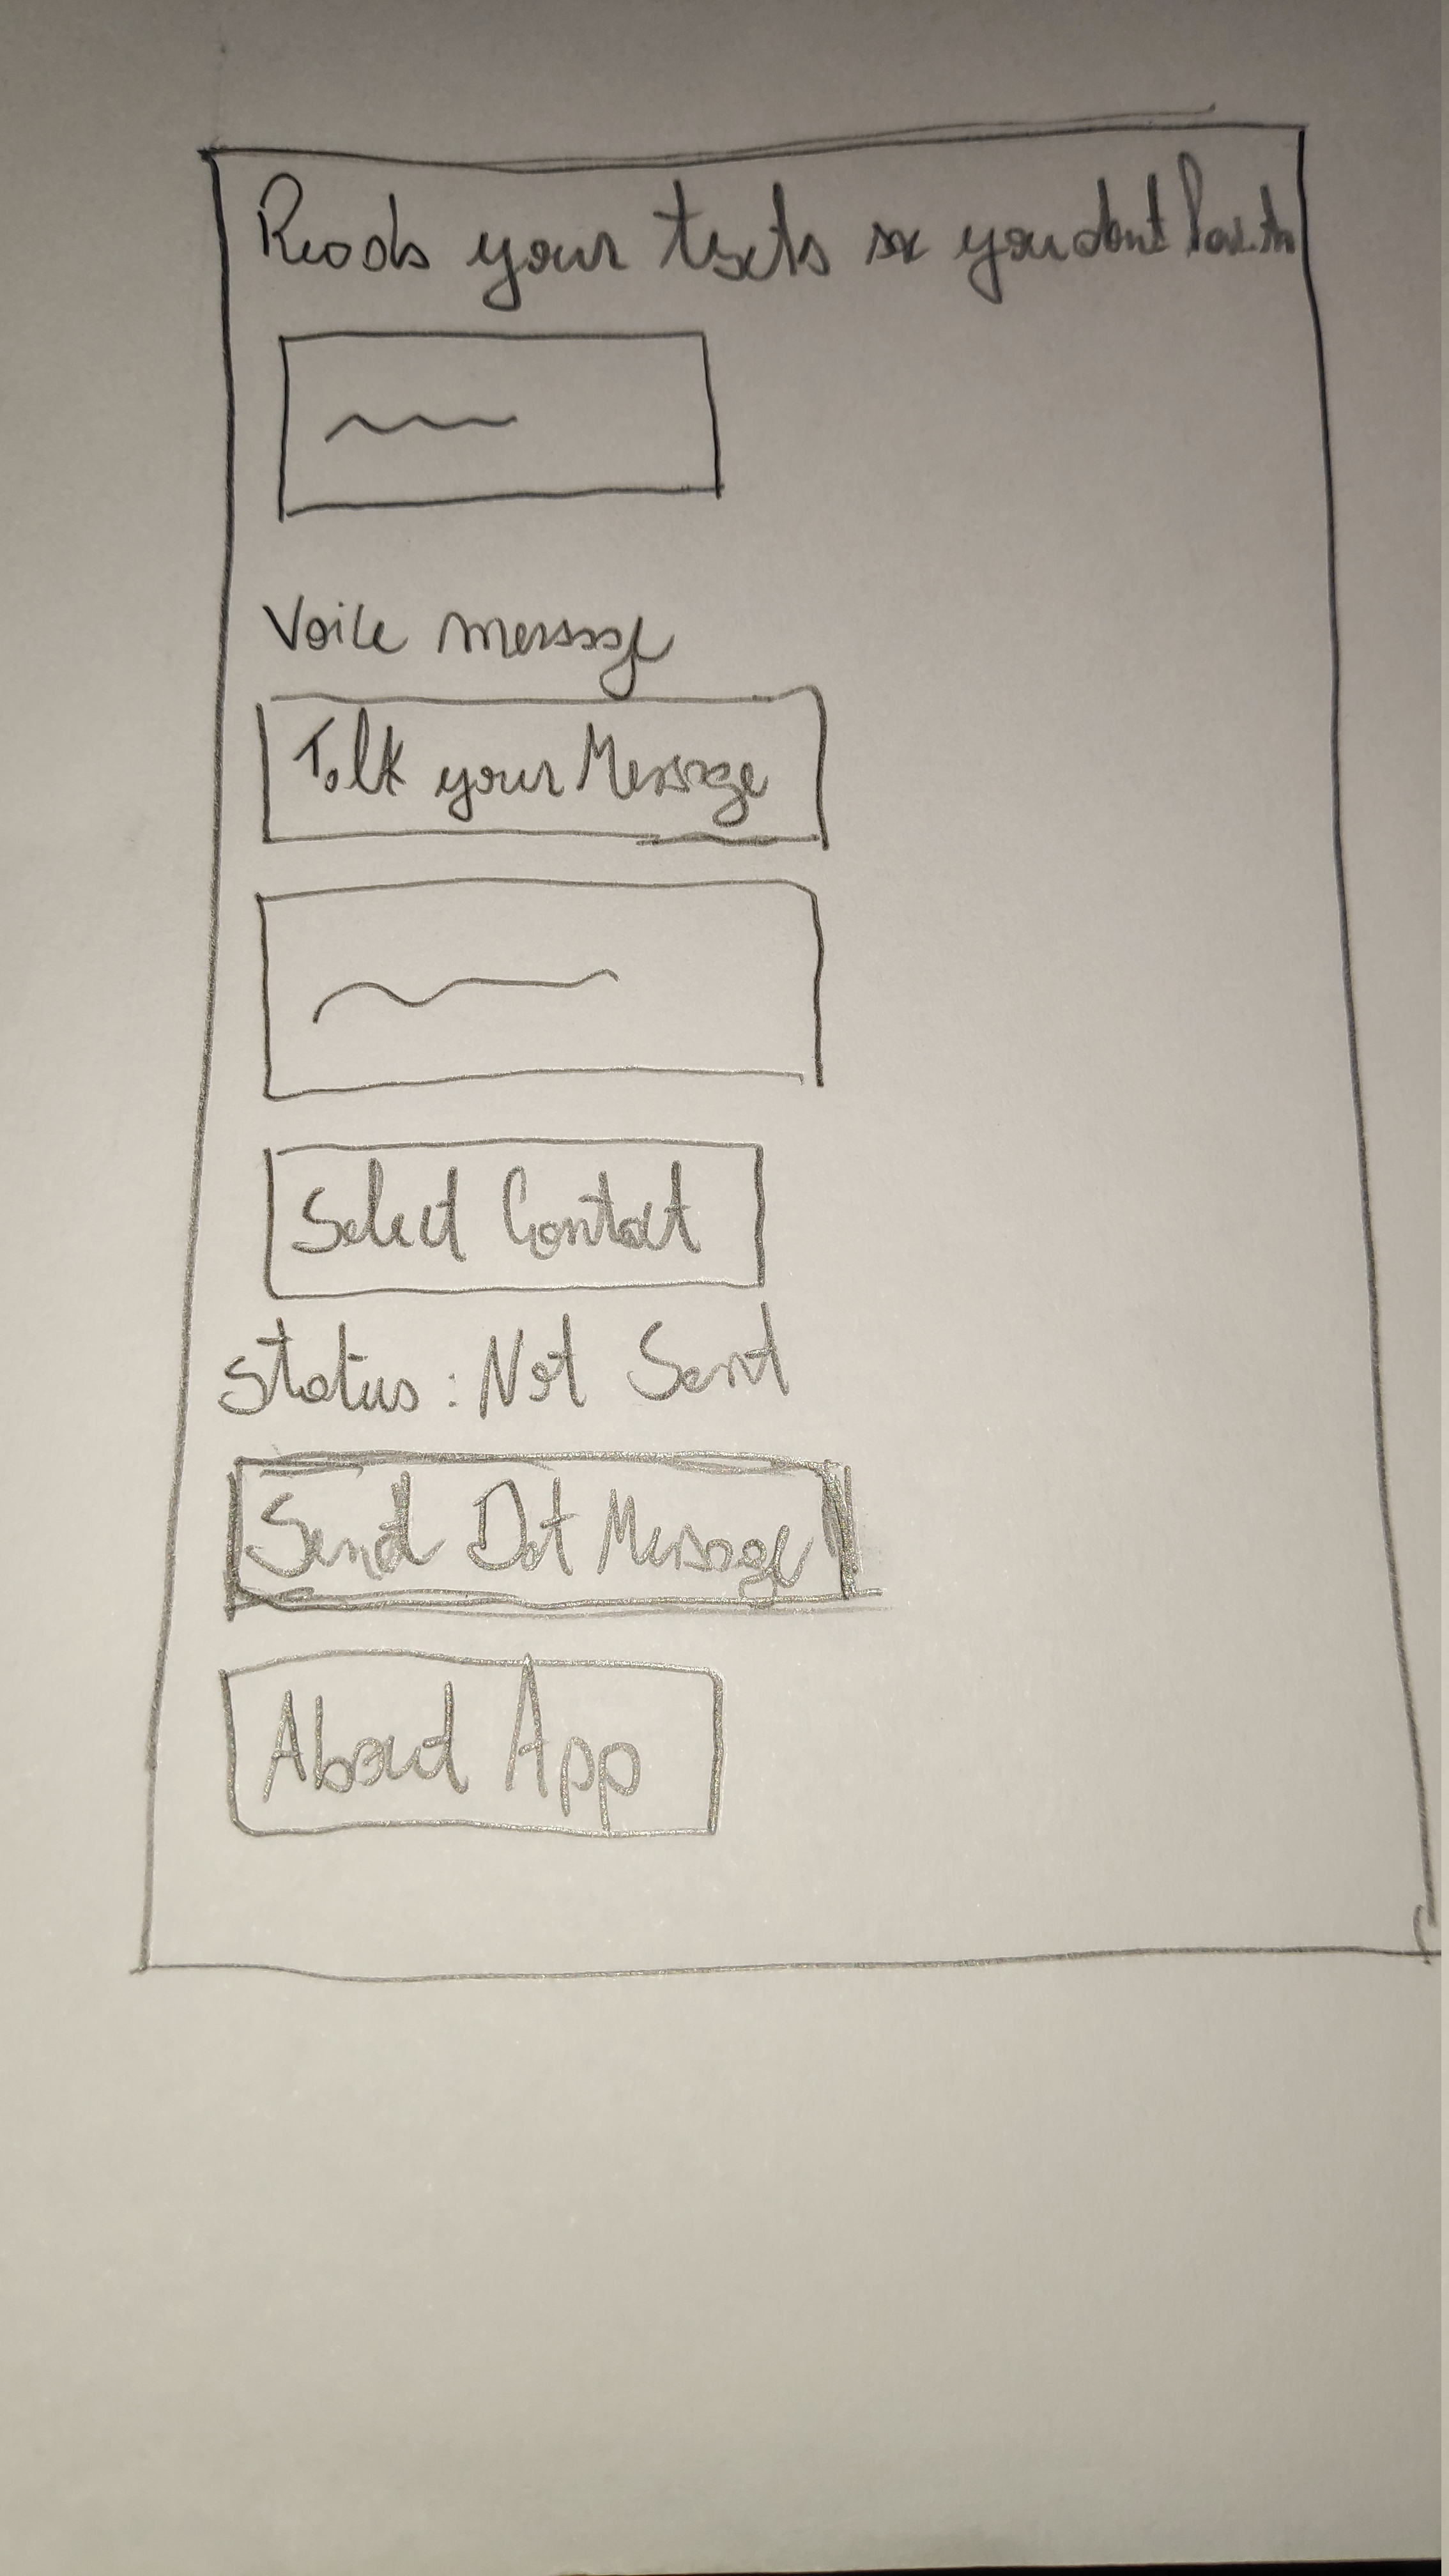 Reads your texts so you dont have to
Voice message
Talk your Message
Select Contact
Status: Not Sent
Send Dot Message
About App